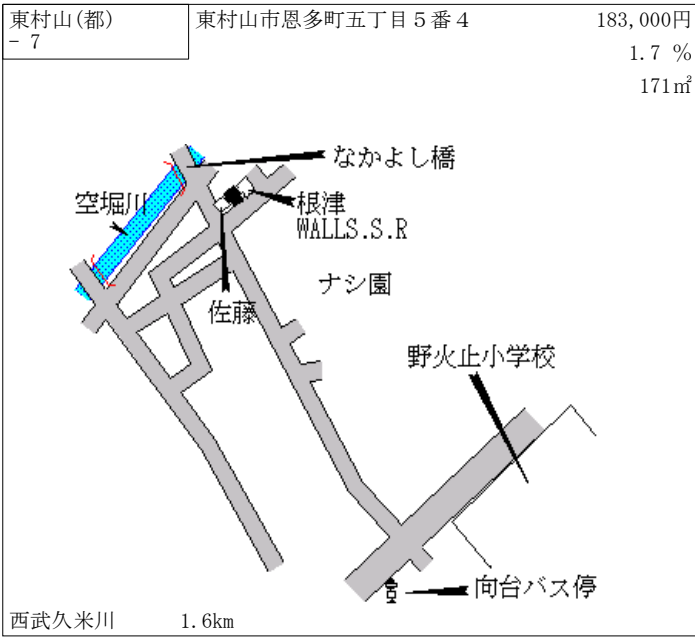 東村山(都)
- 7
東村山市恩多町五丁目５番４
183,000円
1.7 %
171㎡
なかよし橋
空堀川
根津
WALLS.S.R
ナシ園
佐藤
野火止小学校
向台バス停
西武久米川 1.6km